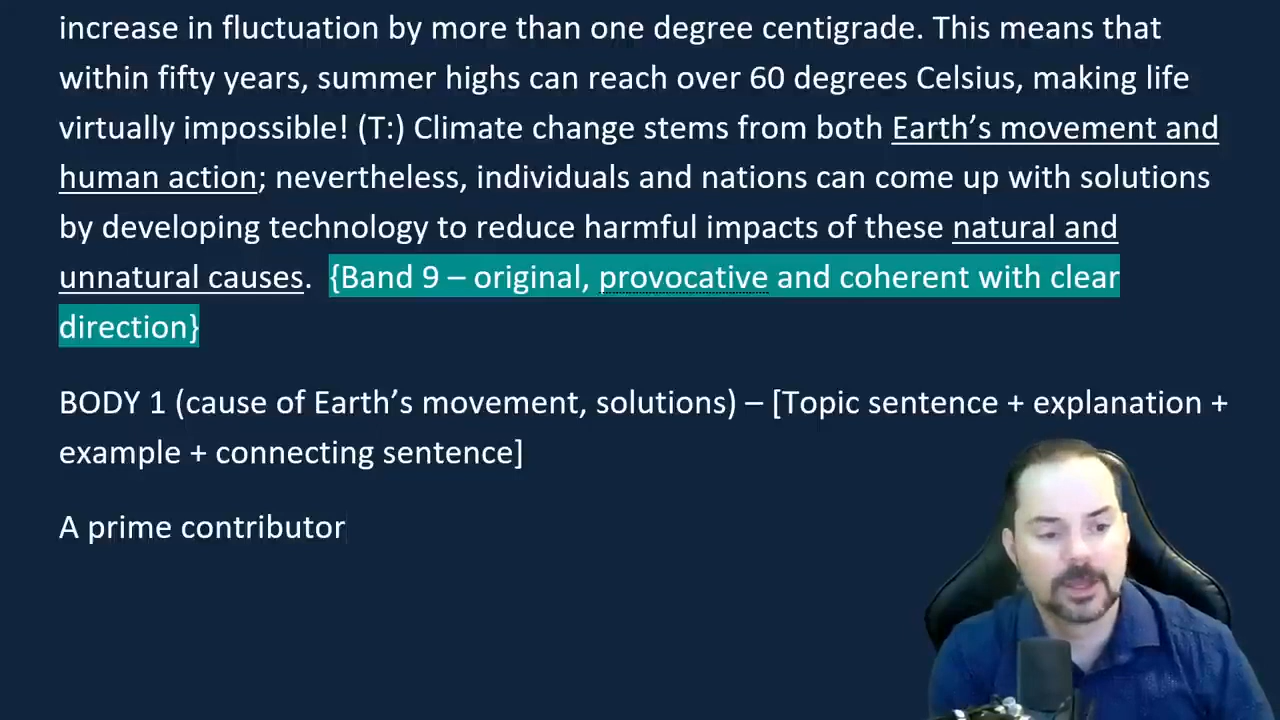 increase in fluctuation by more than one degree centigrade. This means that
within fifty years, summer highs can reach over 60 degrees Celsius, making life
virtually impossible! (T:) Climate change stems from both Earth’s movement and
human action; nevertheless, individuals and nations can come up with solutions
by developing technology to reduce harmful impacts of these natural and
unnatural causes. {Band 9 – original, provocative and coherent with clear
direction}
BODY 1 (cause of Earth’s movement, solutions) – [Topic sentence + explanation +
example + connecting sentence]
A prime contributor